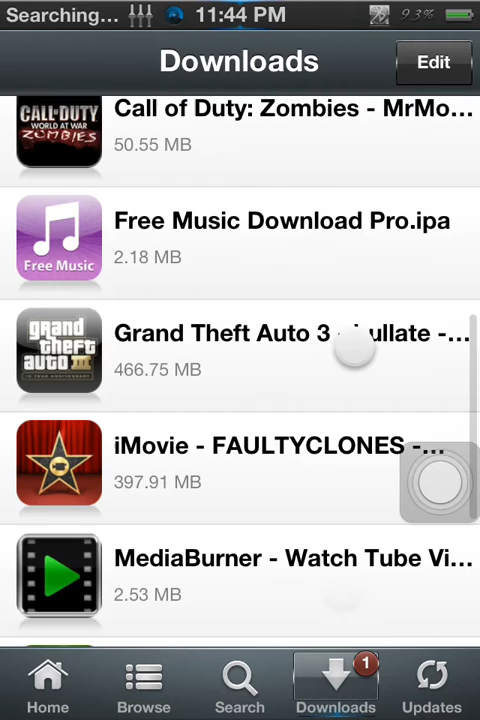 Searching... 11:44 PM 93%
Downloads
Edit
CALL OF DUTY
WORLD AT WAR
ZOMBIES
Call of Duty: Zombies - MrMo...
50.55 MB
Free Music
Free Music Download Pro.ipa
2.18 MB
grand
theft
auto III
Grand Theft Auto 3 - -...
466.75 MB
iMovie - FAULTYCLONES -...
397.91 MB
MediaBurner - Watch Tube Vi...
2.53 MB
1
Home Browse Search Downloads Updates